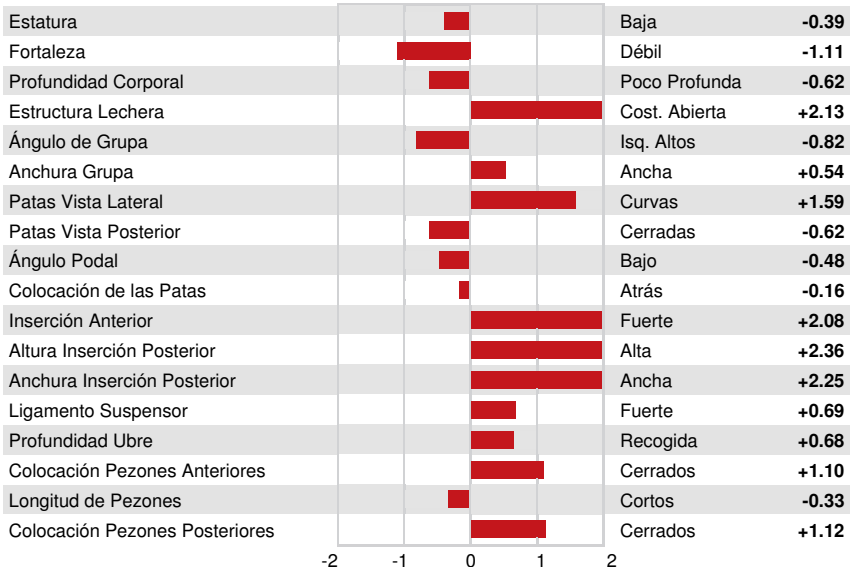 Estatura Baja -0.39
Fortaleza Débil -1.11
Profundidad Corporal Poco Profunda -0.62
Estructura Lechera Cost. Abierta +2.13
Ángulo de Grupa Isq. Altos -0.82
Anchura Grupa Ancha +0.54
Patas Vista Lateral Curvas +1.59
Patas Vista Posterior Cerradas -0.62
Ángulo Podal Bajo -0.48
Colocación de las Patas Atrás -0.16
Inserción Anterior Fuerte +2.08
Altura Inserción Posterior Alta +2.36
Anchura Inserción Posterior Ancha +2.25
Ligamento Suspensor Fuerte +0.69
Profundidad Ubre Recogida +0.68
Colocación Pezones Anteriores Cerrados +1.10
Longitud de Pezones Cortos -0.33
Colocación Pezones Posteriores Cerrados +1.12
-2 -1 0 1 2